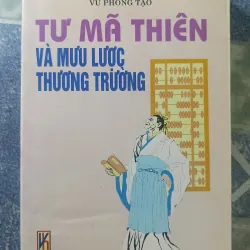 VŨ PHONG TẠO
TƯ MÃ THIÊN
VÀ MƯU LƯỢC
THƯƠNG TRƯỜNG